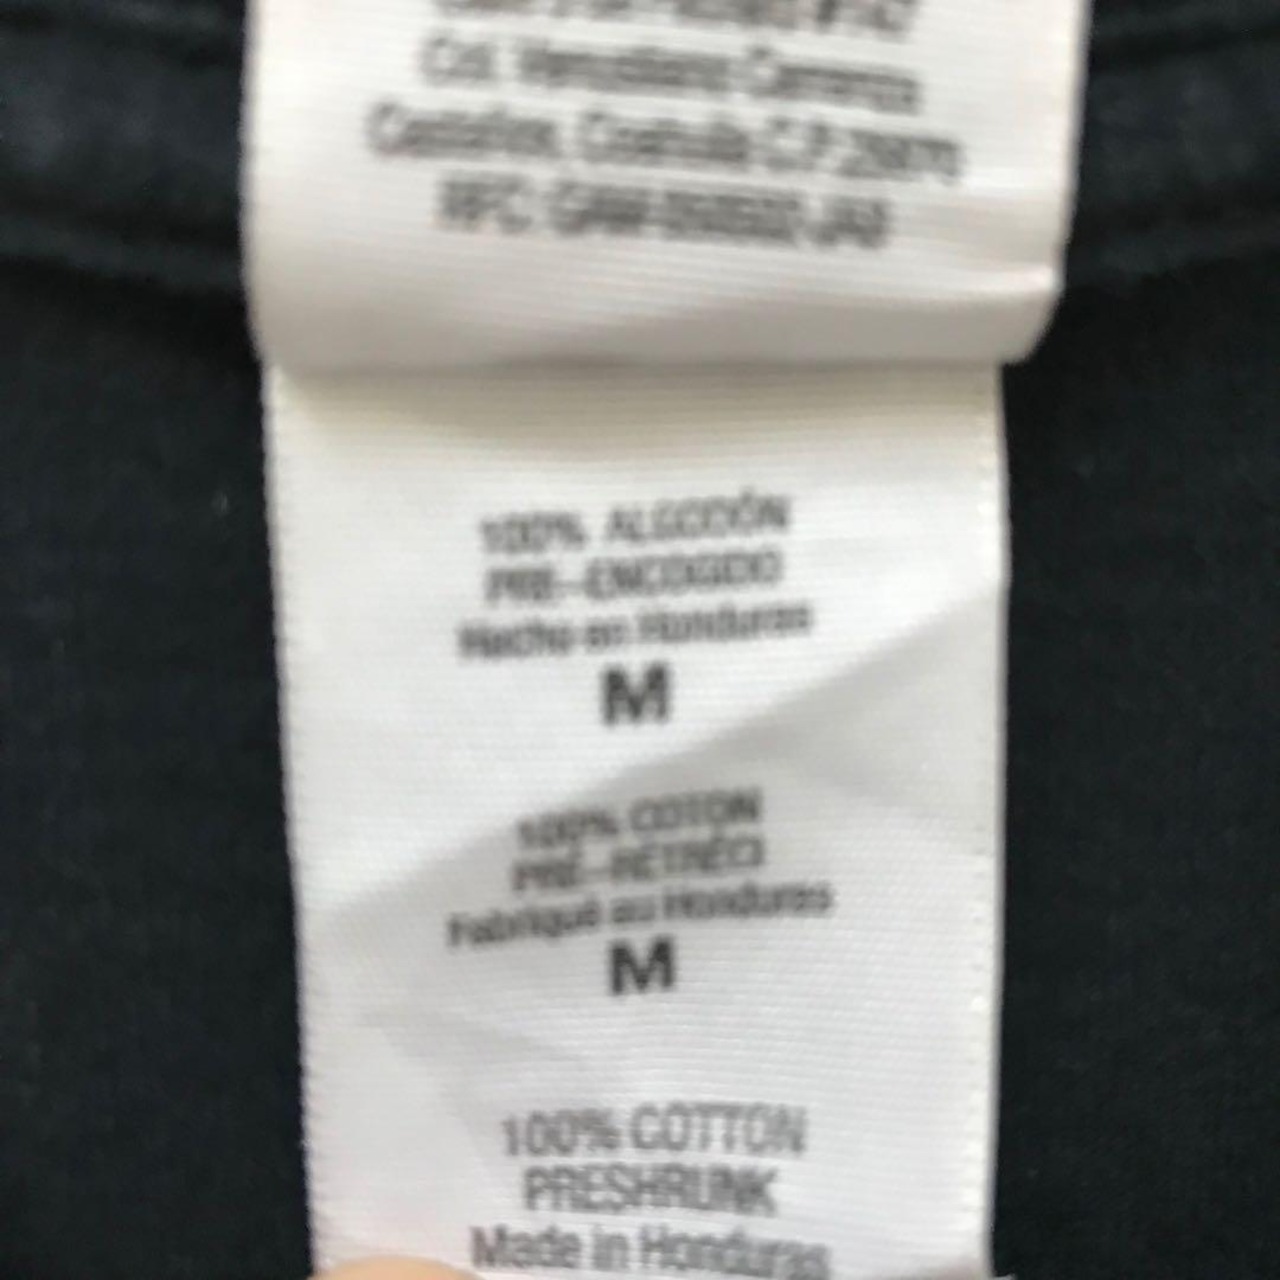 Col. Venustiano Carranza
Castaños, Coahuila C.P.
RFC:
100% ALGODÓN
PRE-ENCOGIDO
Hecho en Honduras
M
100% COTON
PRÉ-RÉTRÉCI
Fabriqué au Honduras
M
100% COTTON
PRESHRUNK
Made in Honduras